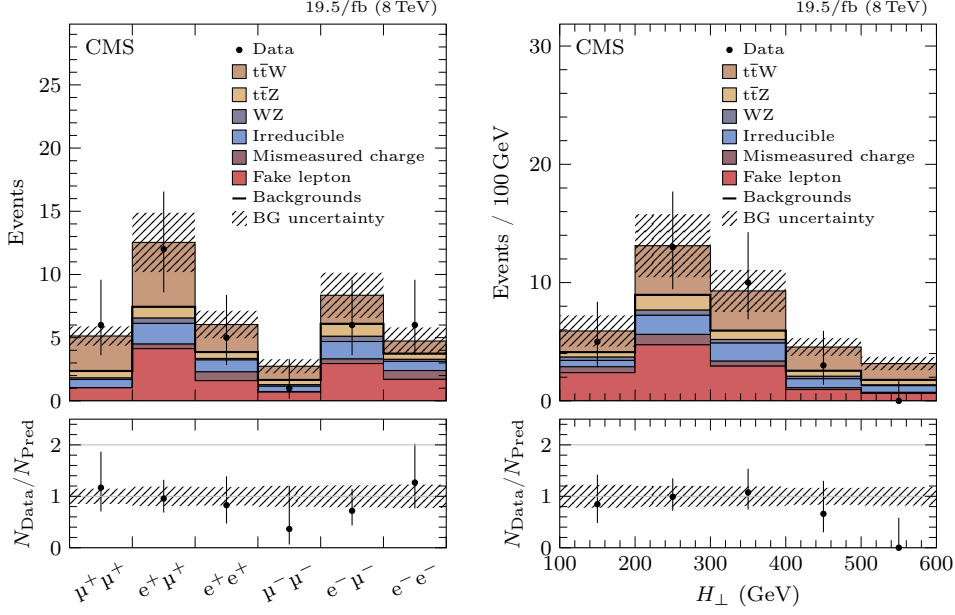 19.5/fb (8 TeV)
CMS
Data
tt̄W
tt̄Z
WZ
Irreducible
Mismeasured charge
Fake lepton
Backgrounds
BG uncertainty
Events
25
20
15
10
5
0
N_Data/N_Pred
2
1
0
μ⁺μ⁺
e⁺μ⁺
e⁺e⁺
μ⁻μ⁻
e⁻μ⁻
e⁻e⁻
19.5/fb (8 TeV)
CMS
Data
tt̄W
tt̄Z
WZ
Irreducible
Mismeasured charge
Fake lepton
Backgrounds
BG uncertainty
Events / 100 GeV
30
20
10
0
N_Data/N_Pred
2
1
0
100 200 300 400 500 600
H_⊥ (GeV)